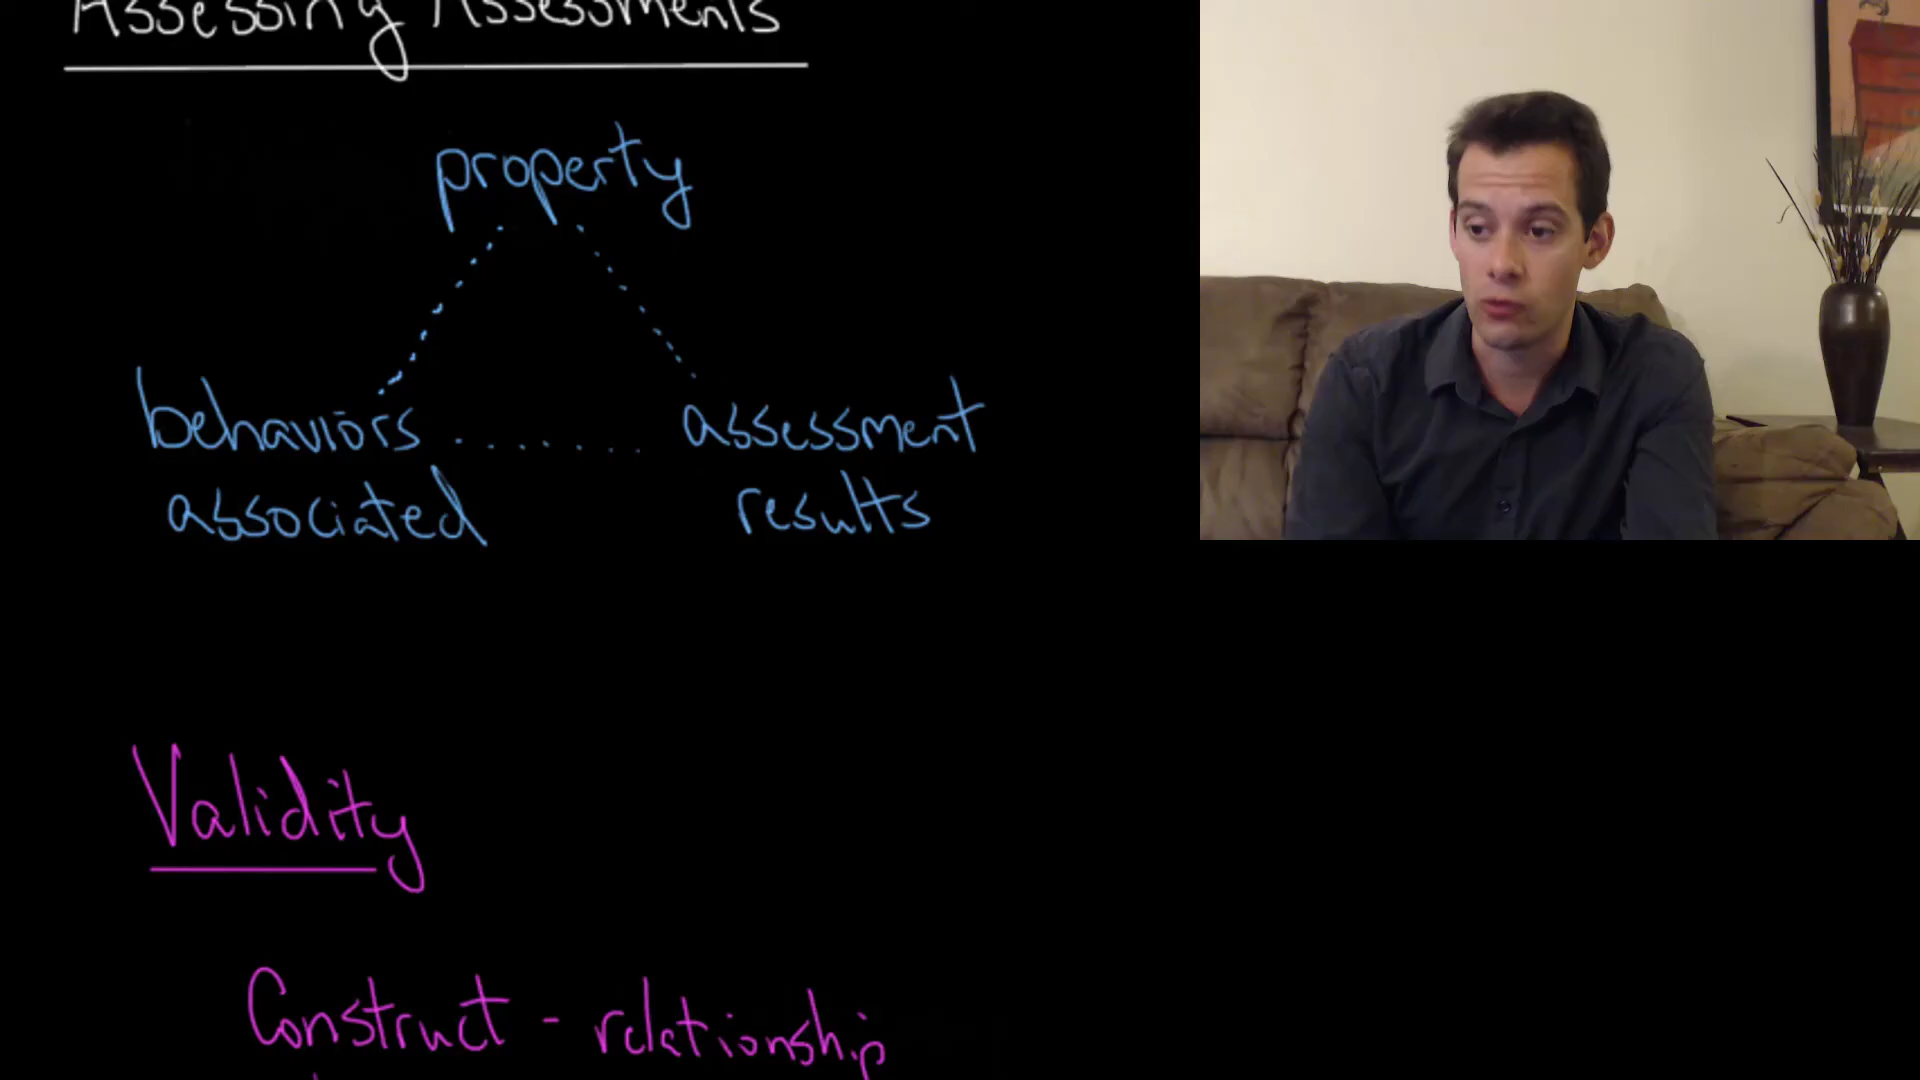 Assessing Assessments
property
behaviors ....... assessment
associated results
Validity
Construct - relationship